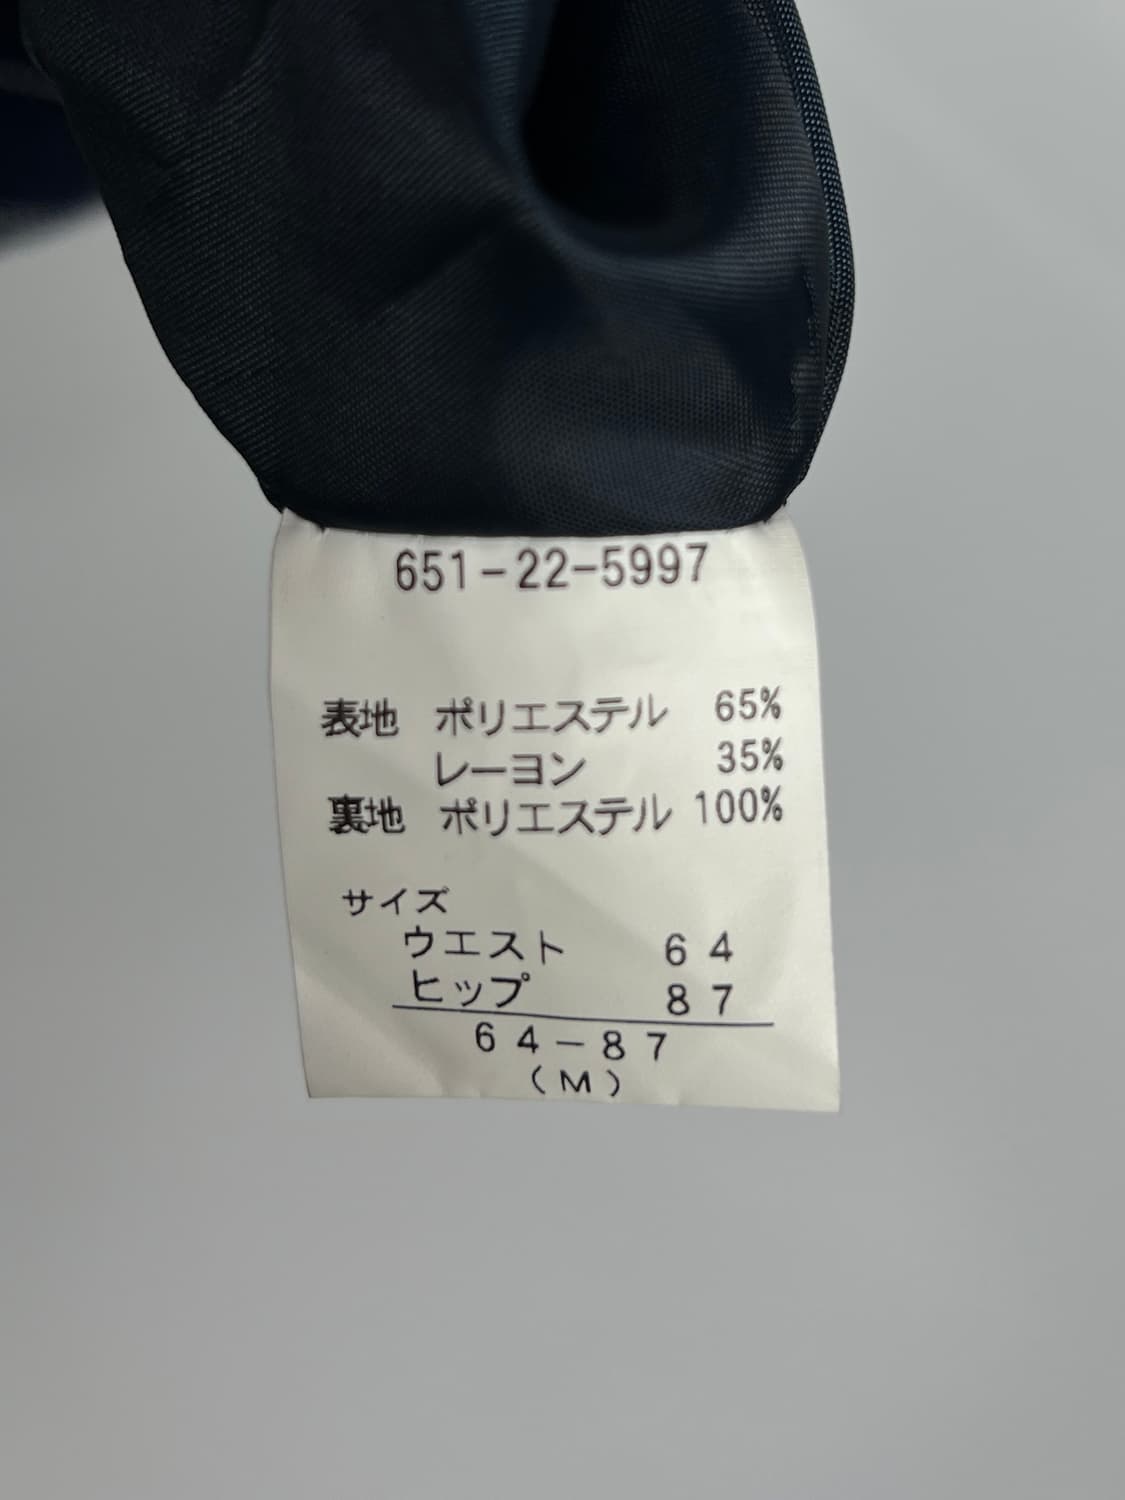 651-22-5997
表地 ポリエステル 65%
レーヨン 35%
裏地 ポリエステル 100%
サイズ
ウエスト 64
ヒップ 87
64-87
(M)